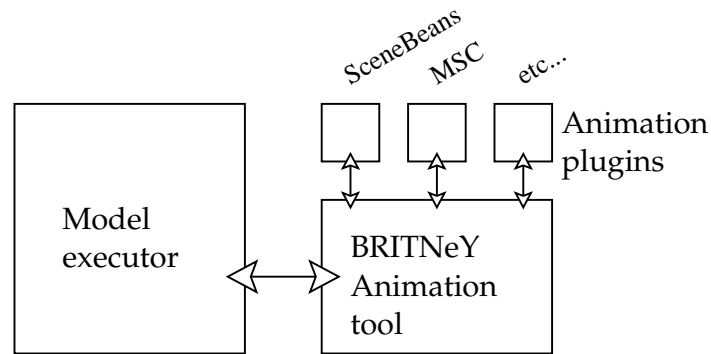 SceneBeans
MSC
etc...
Animation
plugins
Model
executor
BRITNeY
Animation
tool